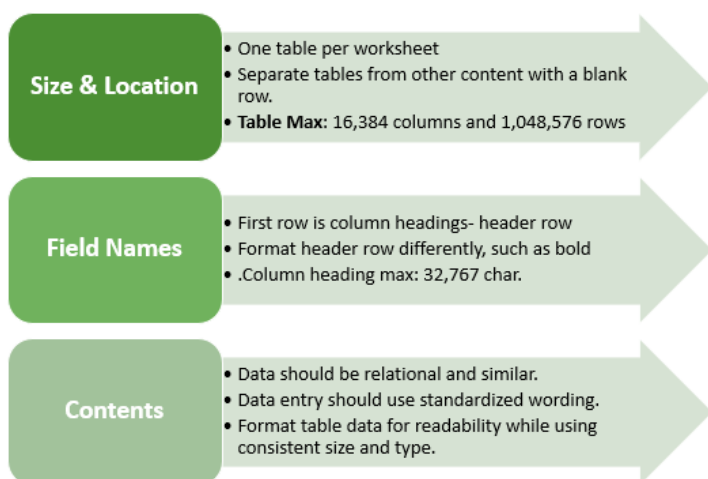 Size & Location
• One table per worksheet
• Separate tables from other content with a blank
row.
• Table Max: 16,384 columns and 1,048,576 rows
Field Names
• First row is column headings- header row
• Format header row differently, such as bold
• .Column heading max: 32,767 char.
Contents
• Data should be relational and similar.
• Data entry should use standardized wording.
• Format table data for readability while using
consistent size and type.